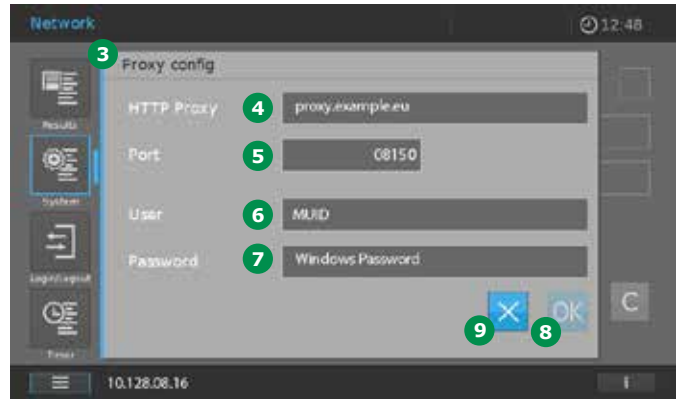 Network
12:48
3
Proxy config
HTTP Proxy
4
proxy.example.eu
Results
Port
5
08150
System
User
6
MUID
Password
7
Windows Password
Login/Logout
9
8
OK
C
Timer
10.128.08.16
i